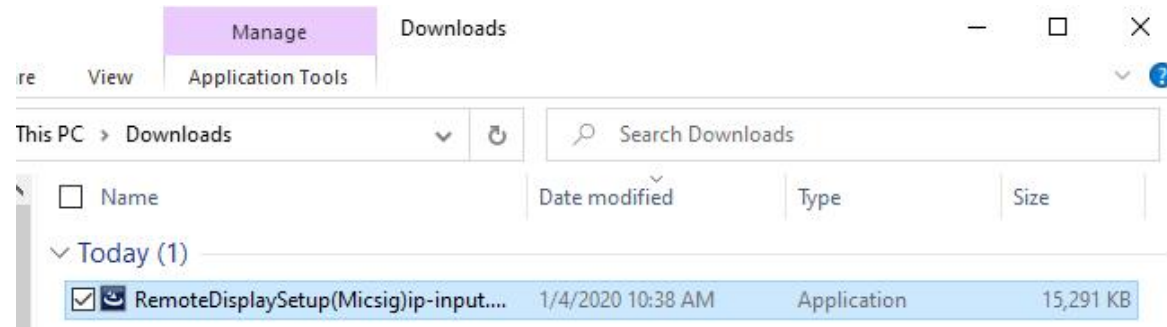 Manage Downloads
re View Application Tools
This PC > Downloads Search Downloads
Name Date modified Type Size
Today (1)
RemoteDisplaySetup(Micsig)ip-input.... 1/4/2020 10:38 AM Application 15,291 KB